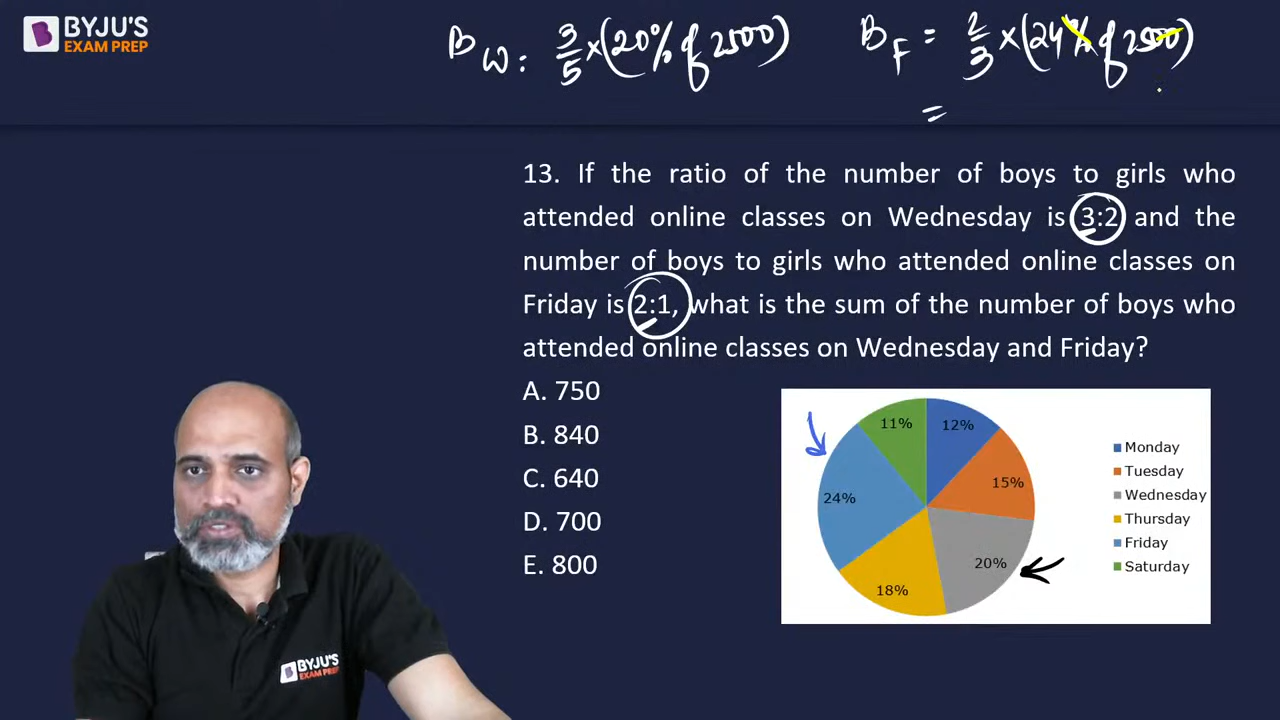 BYJU'S
EXAM PREP
B W : 3/5 × (20% of 2500)
B F = 2/3 × (24% of 2500)
=
13. If the ratio of the number of boys to girls who
attended online classes on Wednesday is 3:2 and the
number of boys to girls who attended online classes on
Friday is 2:1, what is the sum of the number of boys who
attended online classes on Wednesday and Friday?
A. 750
B. 840
C. 640
D. 700
E. 800
11%
12%
15%
24%
20%
18%
Monday
Tuesday
Wednesday
Thursday
Friday
Saturday
BYJU'S
EXAM PREP